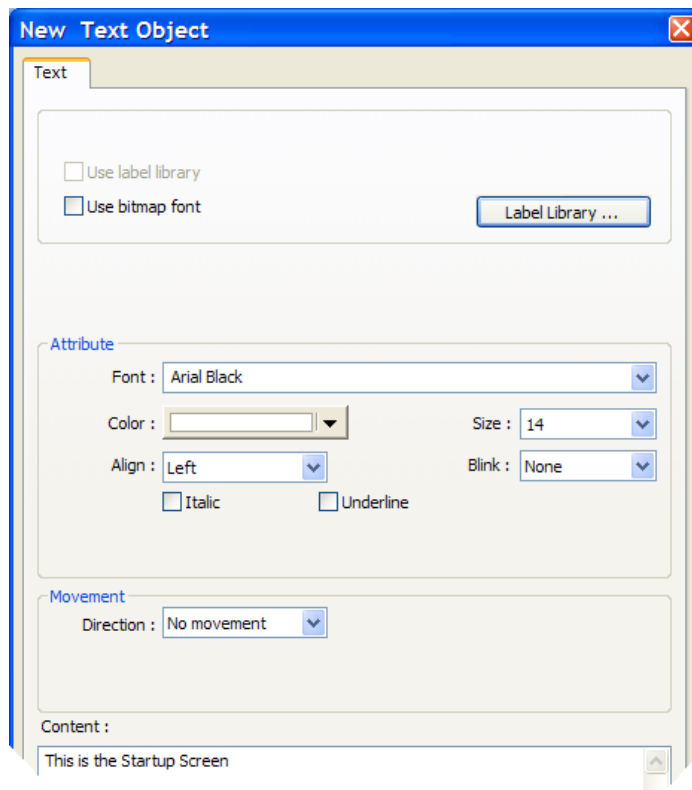 New Text Object
Text
Use label library
Use bitmap font
Label Library ...
Attribute
Font : Arial Black
Color :
Size : 14
Align : Left
Blink : None
Italic
Underline
Movement
Direction : No movement
Content :
This is the Startup Screen